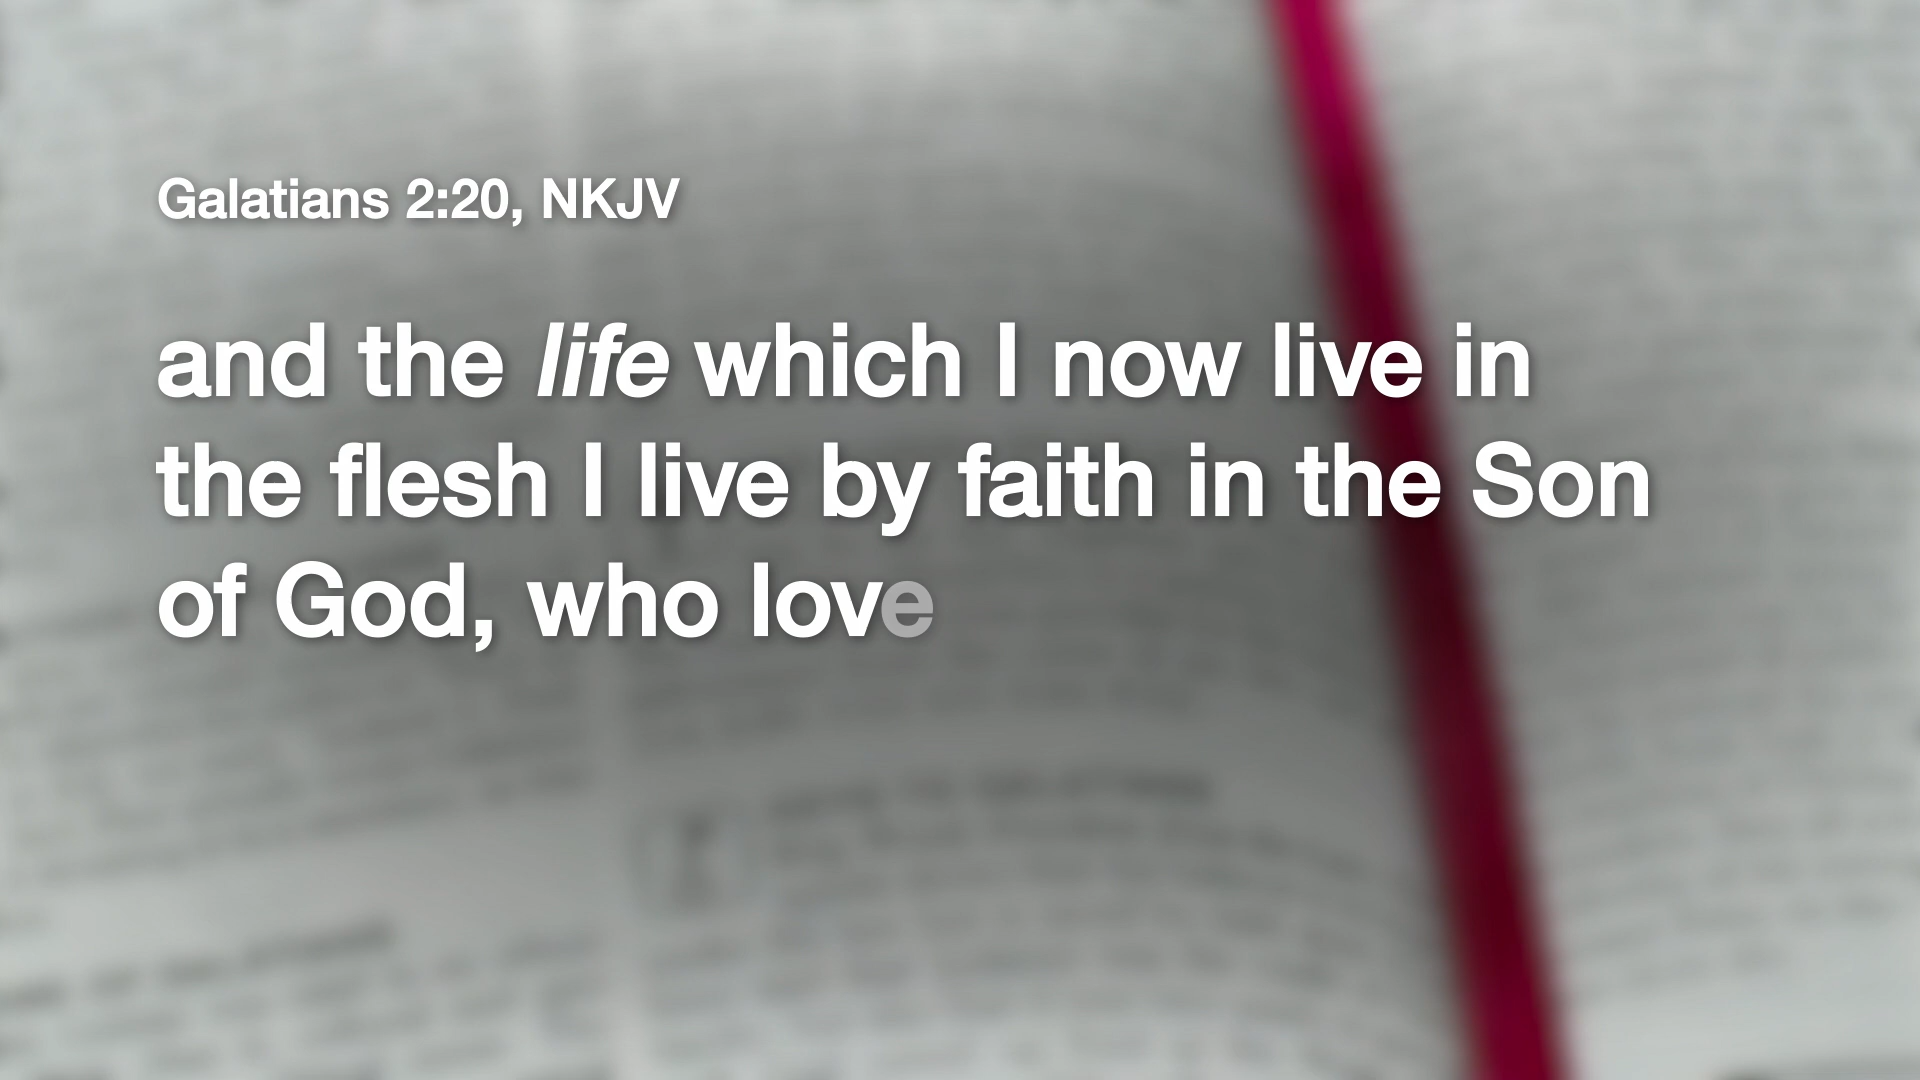 Galatians 2:20, NKJV
and the life which I now live in
the flesh I live by faith in the Son
of God, who love